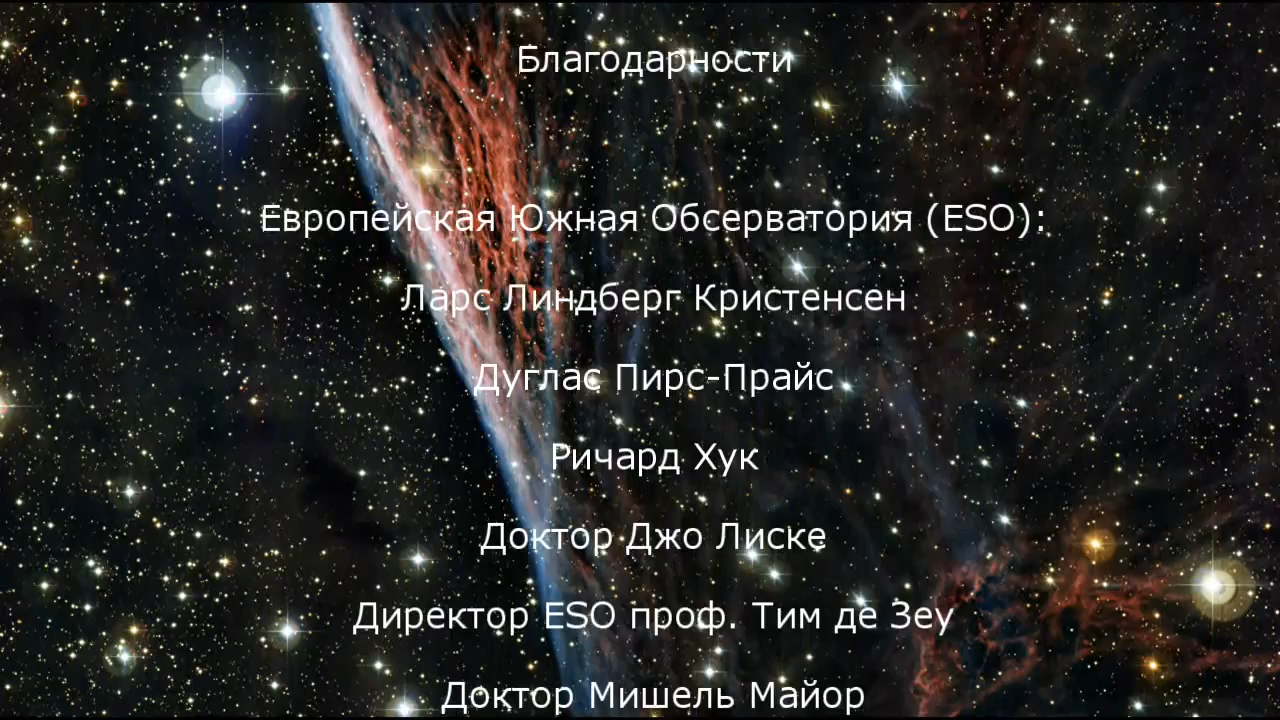 Благодарности
Европейская Южная Обсерватория (ESO):
Ларс Линдберг Кристенсен
Дуглас Пирс-Прайс
Ричард Хук
Доктор Джо Лиске
Директор ESO проф. Тим де Зеу
Доктор Мишель Майор